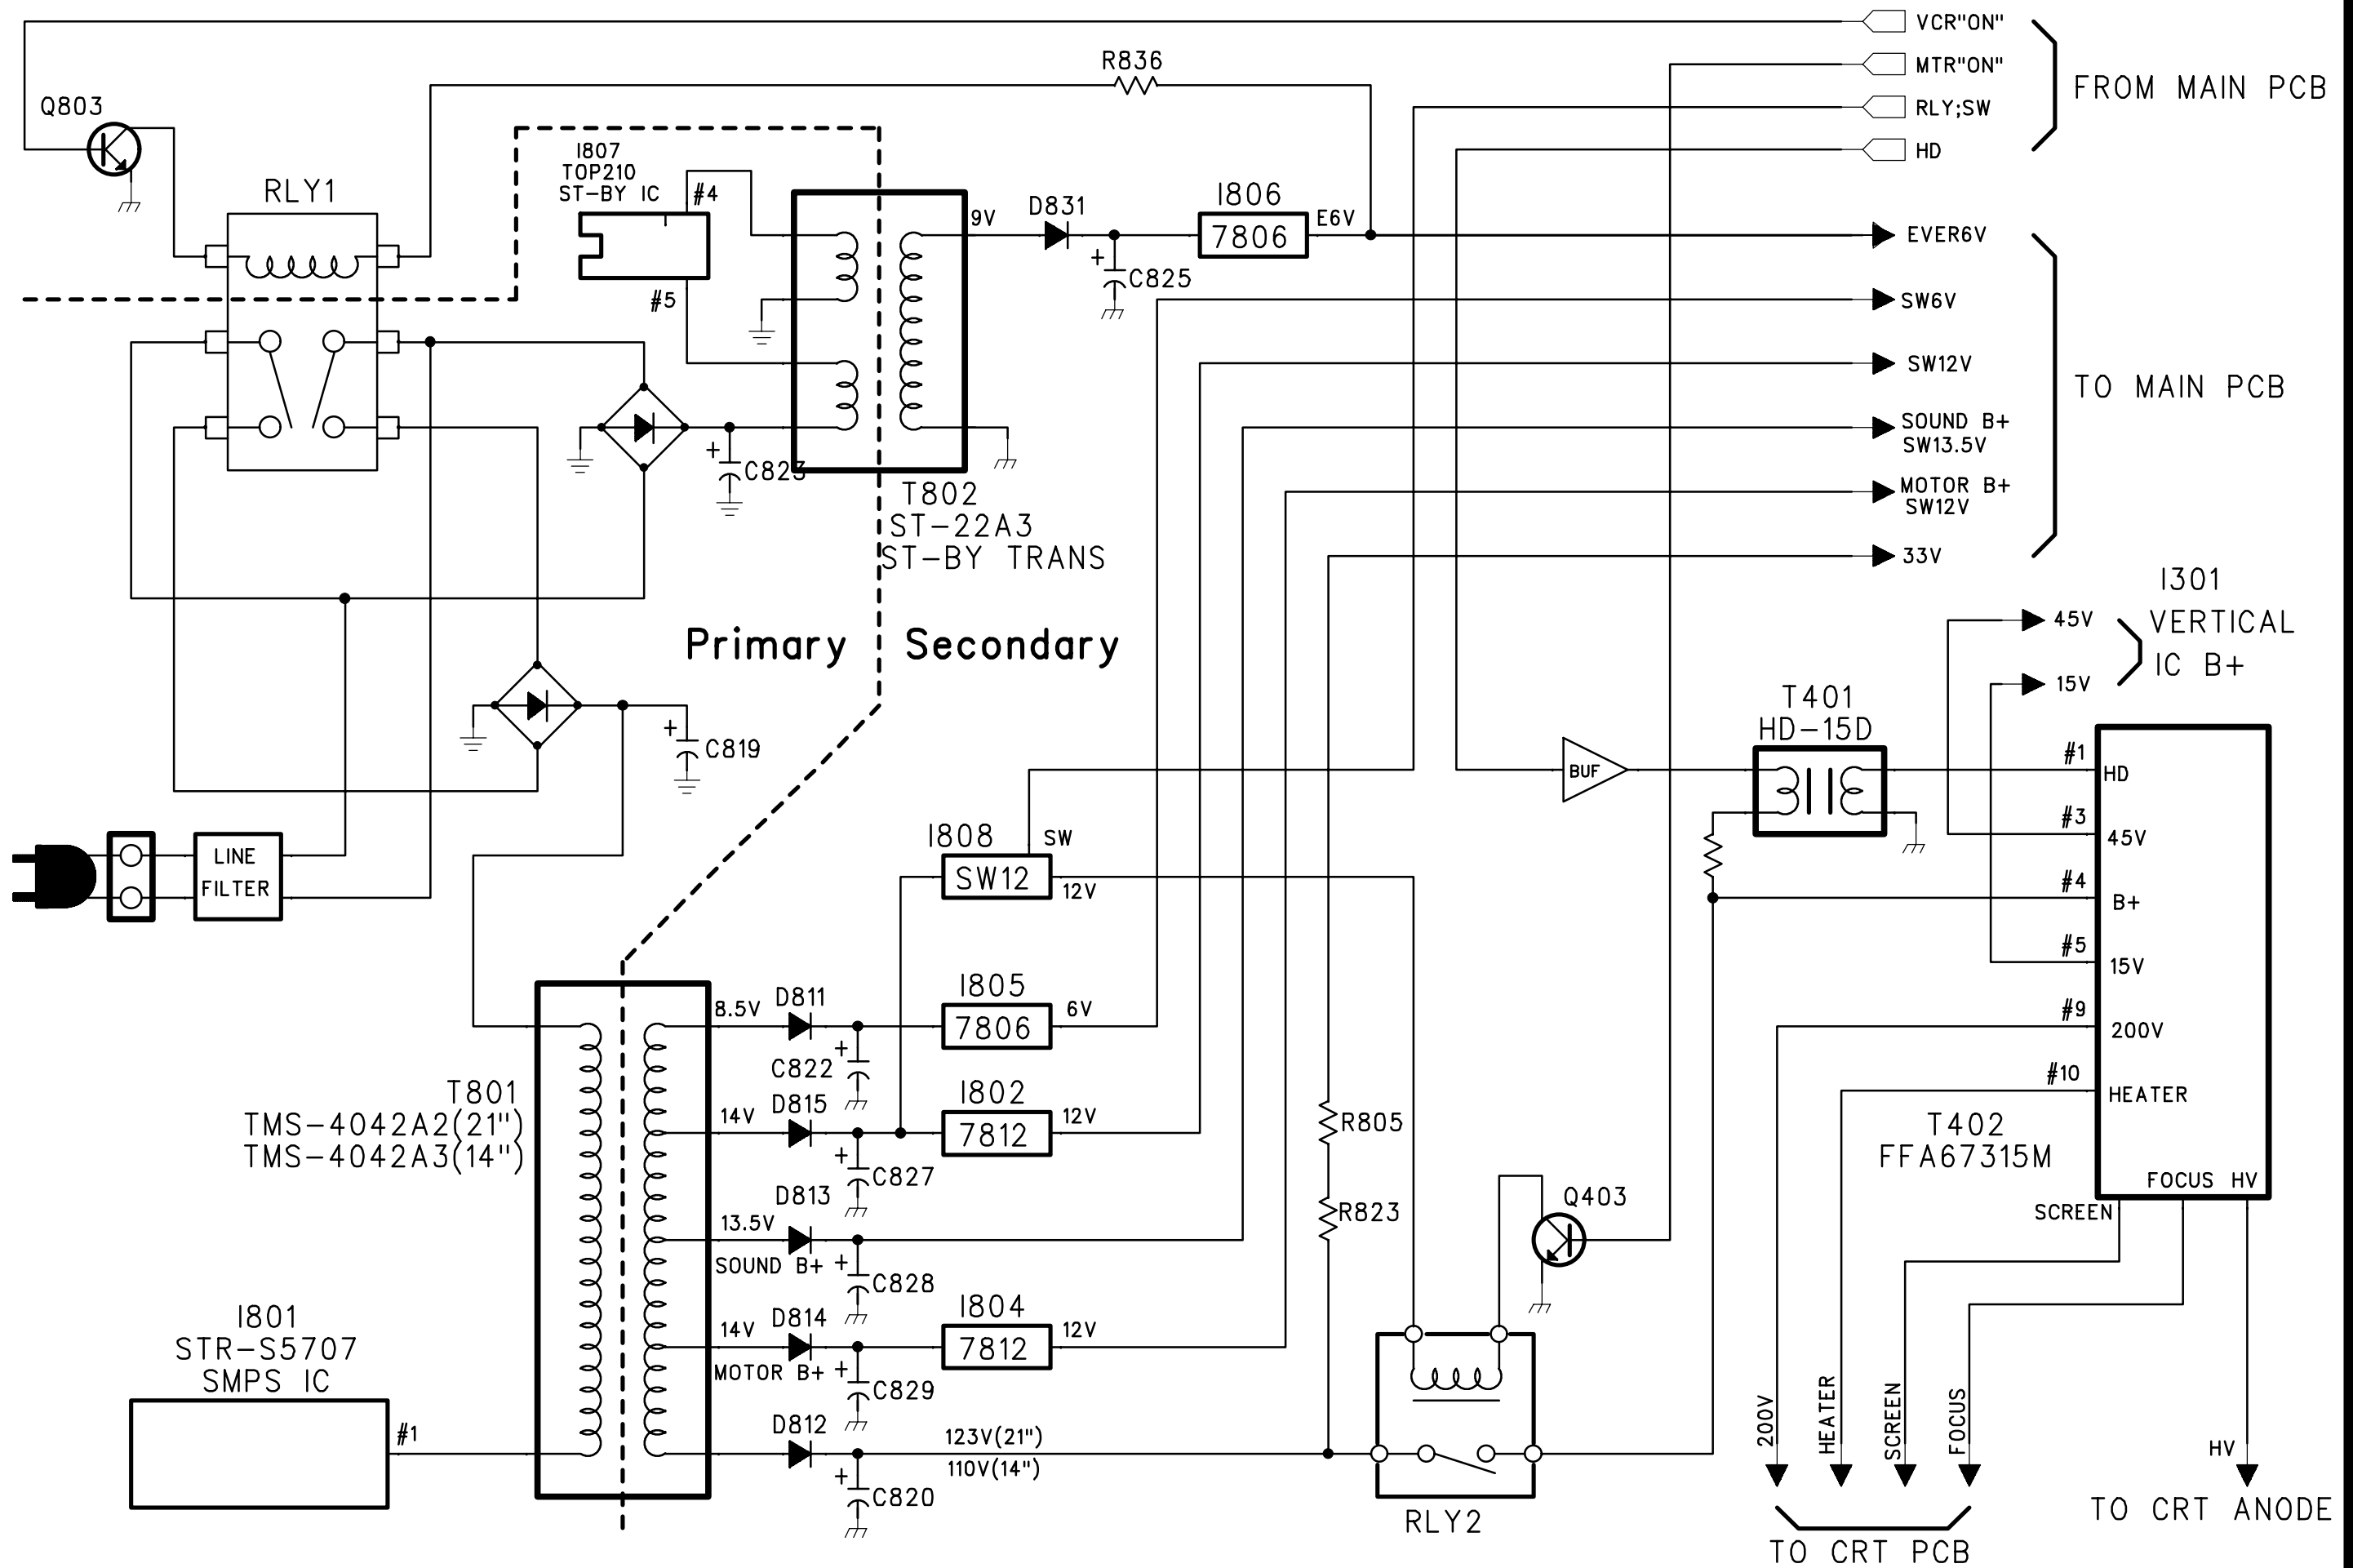 VCR"ON"
MTR"ON"
RLY;SW
HD
FROM MAIN PCB
R836
Q803
RLY1
I807
TOP210
ST-BY IC
#4
#5
9V
D831
I806
7806
E6V
C825
EVER6V
SW6V
SW12V
SOUND B+
SW13.5V
MOTOR B+
SW12V
33V
TO MAIN PCB
C823
T802
ST-22A3
ST-BY TRANS
Primary
Secondary
45V
15V
I301
VERTICAL
IC B+
C819
LINE
FILTER
BUF
T401
HD-15D
#1
HD
#3
45V
#4
B+
#5
15V
#9
200V
#10
HEATER
T402
FFA67315M
FOCUS HV
SCREEN
I808
SW
SW12
12V
8.5V
D811
I805
7806
6V
C822
T801
TMS-4042A2(21")
TMS-4042A3(14")
14V
D815
I802
7812
12V
C827
R805
R823
D813
13.5V
SOUND B+
C828
Q403
I801
STR-S5707
SMPS IC
#1
14V
D814
MOTOR B+
I804
7812
12V
C829
D812
123V(21")
110V(14")
C820
RLY2
200V
HEATER
SCREEN
FOCUS
HV
TO CRT ANODE
TO CRT PCB